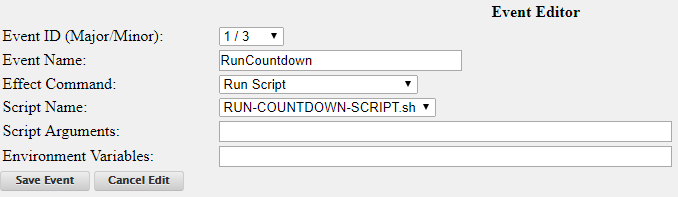 Event Editor
Event ID (Major/Minor): 1 / 3
Event Name: RunCountdown
Effect Command: Run Script
Script Name: RUN-COUNTDOWN-SCRIPT.sh
Script Arguments:
Environment Variables:
Save Event Cancel Edit